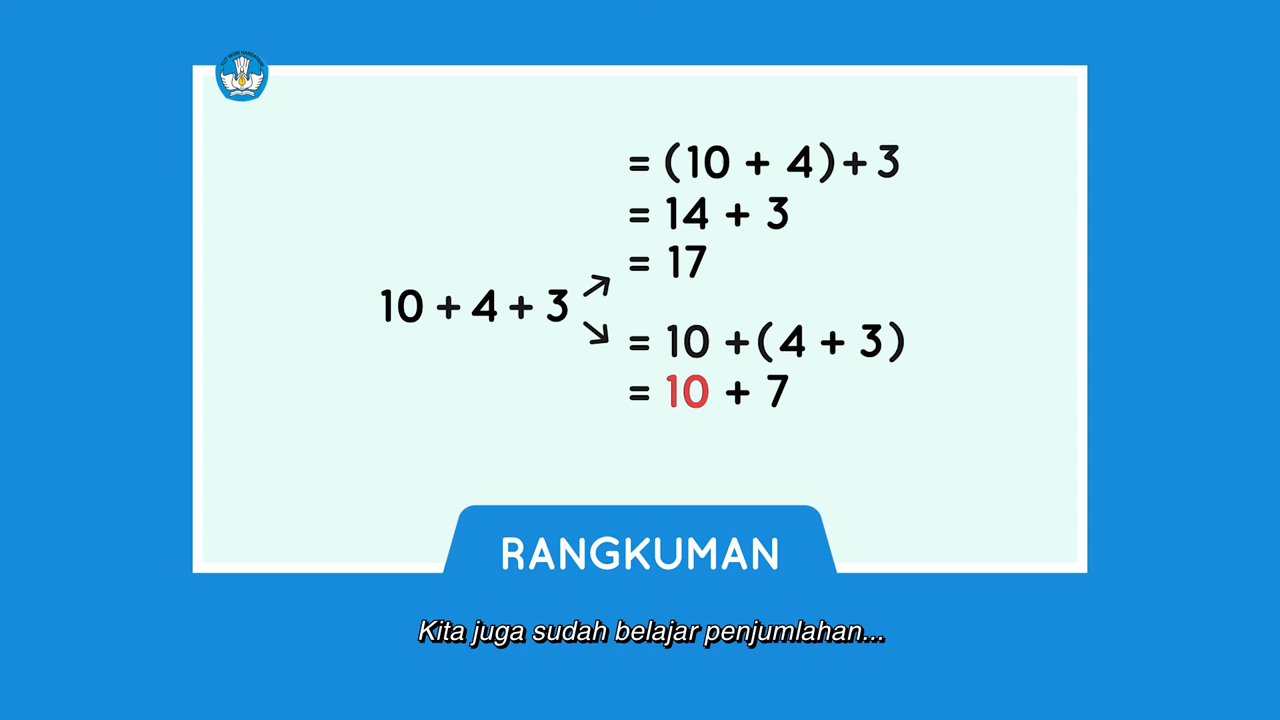 = (10 + 4) + 3
= 14 + 3
= 17
10 + 4 + 3
= 10 + (4 + 3)
= 10 + 7
RANGKUMAN
Kita juga sudah belajar penjumlahan...